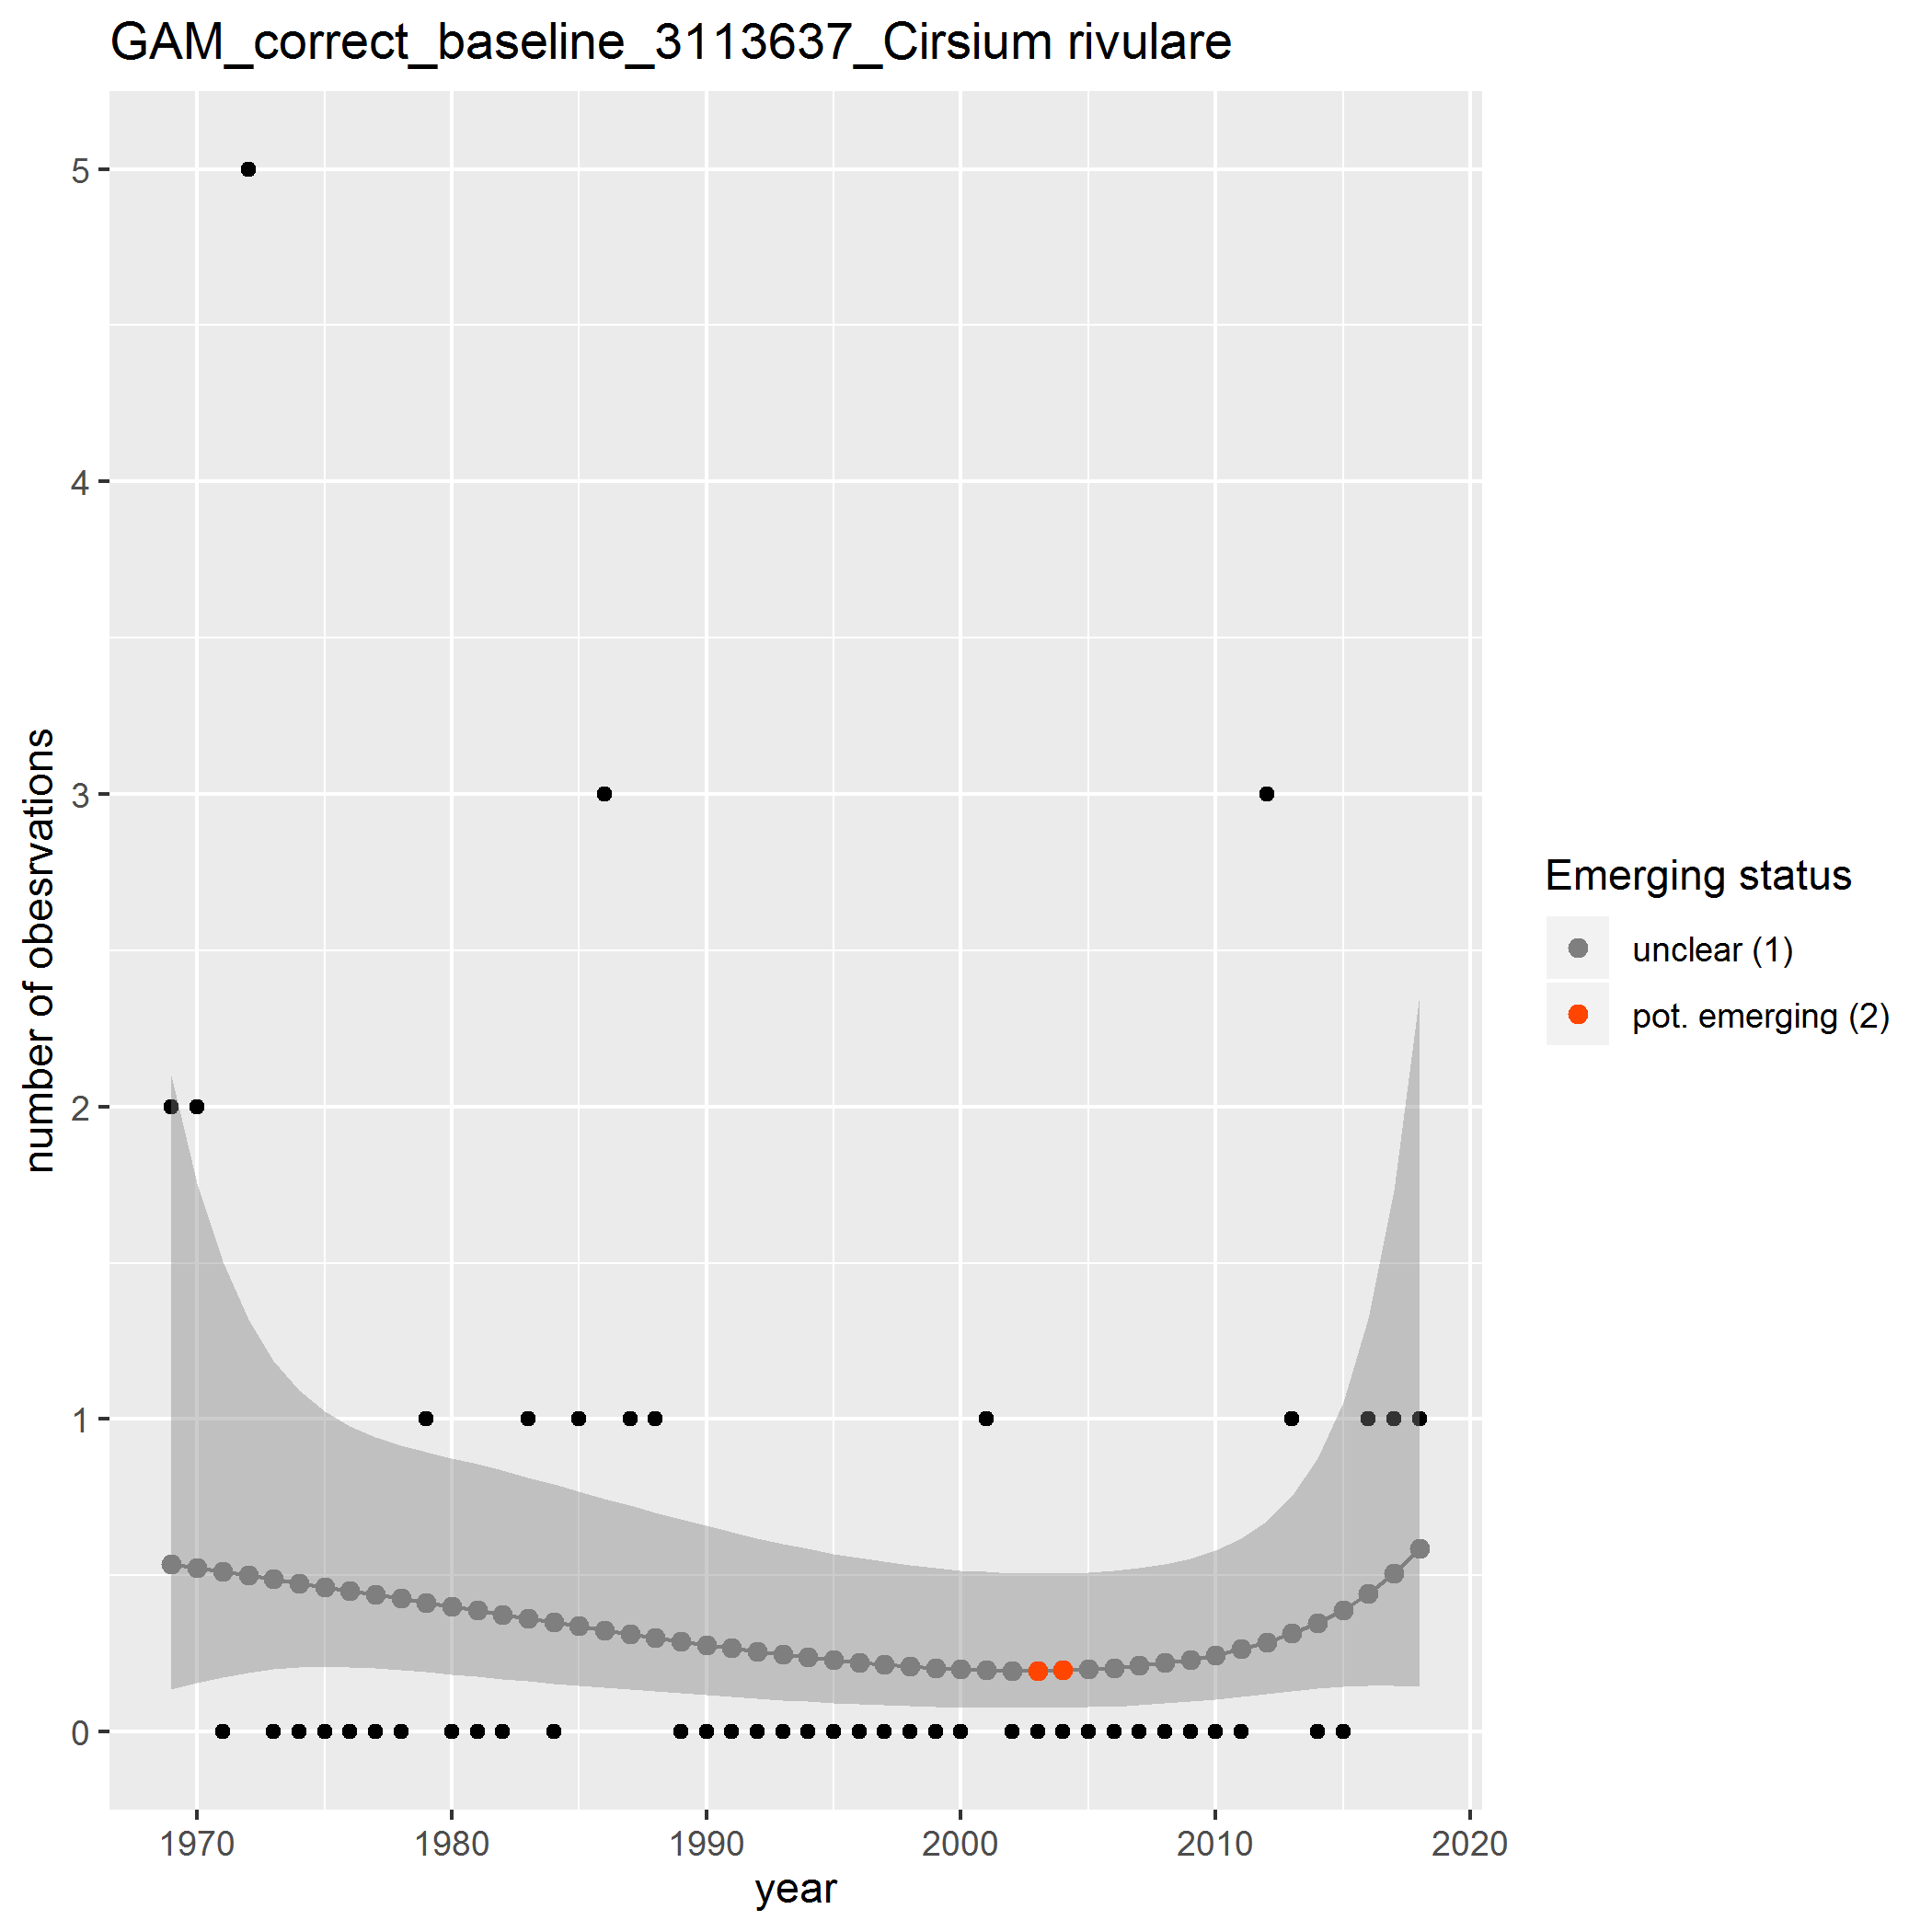 GAM_correct_baseline_3113637_Cirsium rivulare
5
4
3
2
1
0
number of obesrvations
1970 1980 1990 2000 2010 2020
year
Emerging status
unclear (1)
pot. emerging (2)